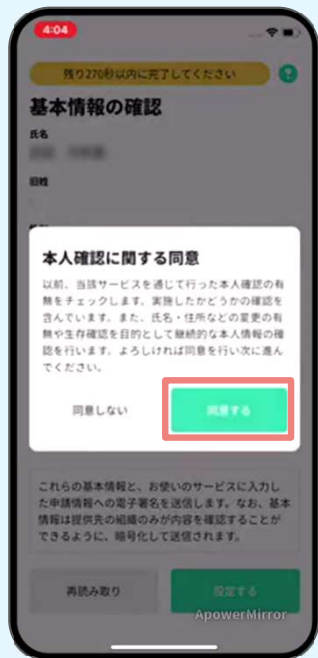 4:04
残り270秒以内に完了してください
?
基本情報の確認
氏名
旧姓
本人確認に関する同意
以前、当該サービスを通じて行った本人確認の有
無をチェックします。実施したかどうかの確認を
含んでいます。また、氏名・住所などの変更の有
無や生存確認を目的として継続的な本人情報の確
認を行います。よろしければ同意を行い次に進ん
でください。
同意しない
同意する
これらの基本情報と、お使いのサービスに入力し
た申請情報への電子署名を送信します。なお、基本
情報は提供先の組織のみが内容を確認することが
できるように、暗号化して送信されます。
再読み取り
設定する
ApowerMirror